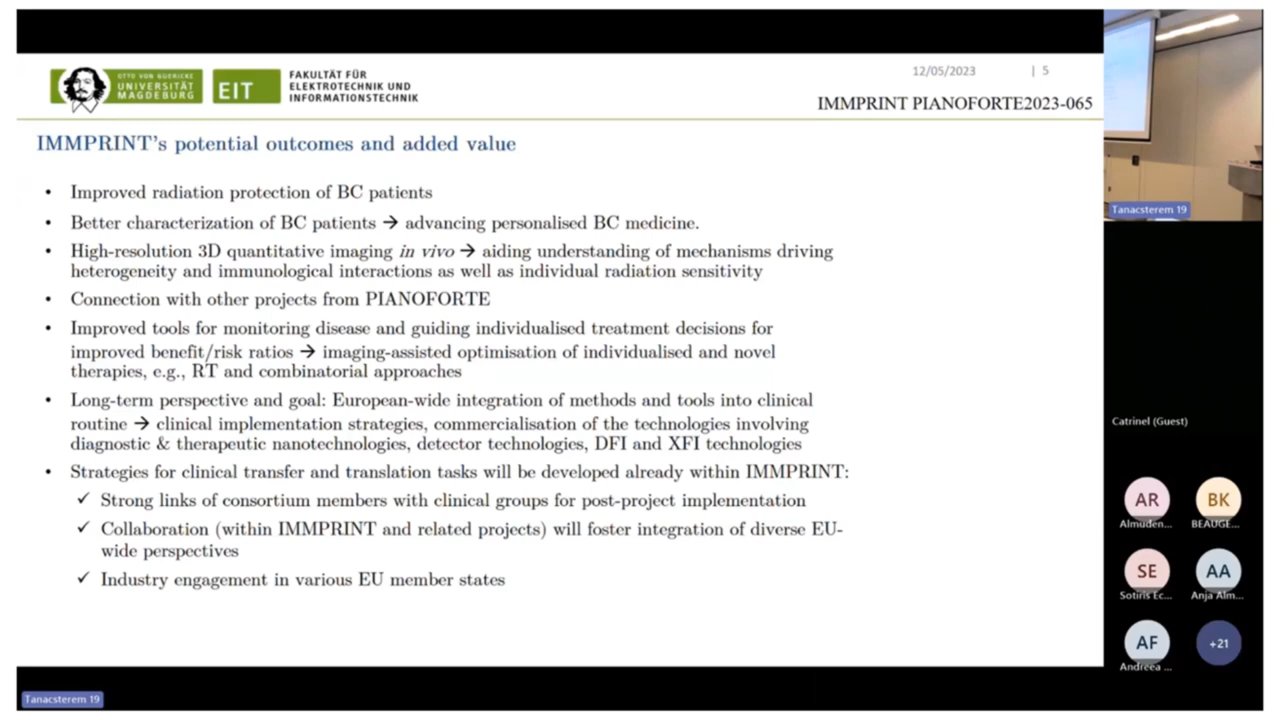 OTTO VON GUERICKE
UNIVERSITÄT
MAGDEBURG
EIT
FAKULTÄT FÜR
ELEKTROTECHNIK UND
INFORMATIONSTECHNIK
12/05/2023 | 5
IMMPRINT PIANOFORTE2023-065
IMMPRINT's potential outcomes and added value
• Improved radiation protection of BC patients
• Better characterization of BC patients → advancing personalised BC medicine.
• High-resolution 3D quantitative imaging in vivo → aiding understanding of mechanisms driving
heterogeneity and immunological interactions as well as individual radiation sensitivity
• Connection with other projects from PIANOFORTE
• Improved tools for monitoring disease and guiding individualised treatment decisions for
improved benefit/risk ratios → imaging-assisted optimisation of individualised and novel
therapies, e.g., RT and combinatorial approaches
• Long-term perspective and goal: European-wide integration of methods and tools into clinical
routine → clinical implementation strategies, commercialisation of the technologies involving
diagnostic & therapeutic nanotechnologies, detector technologies, DFI and XFI technologies
• Strategies for clinical transfer and translation tasks will be developed already within IMMPRINT:
✓ Strong links of consortium members with clinical groups for post-project implementation
✓ Collaboration (within IMMPRINT and related projects) will foster integration of diverse EU-
wide perspectives
✓ Industry engagement in various EU member states
Tanacsterem 19
Tanacsterem 19
Catrinel (Guest)
AR
BK
Almuden...
BEAUGE...
SE
AA
Sotiris Ec...
Anja Alm...
AF
+21
Andreea ...